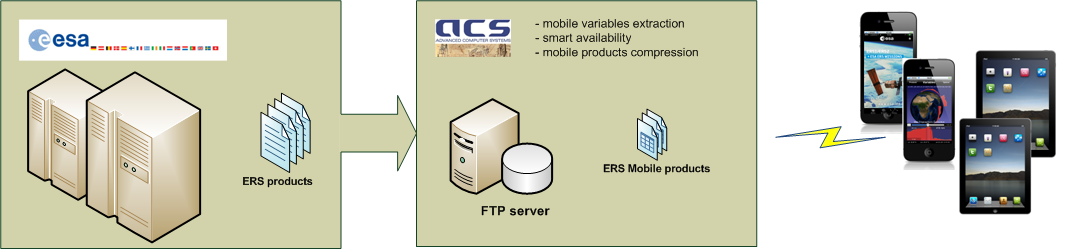 esa
ERS products
acs
ADVANCED COMPUTER SYSTEMS
- mobile variables extraction
- smart availability
- mobile products compression
FTP server
ERS Mobile products
esa